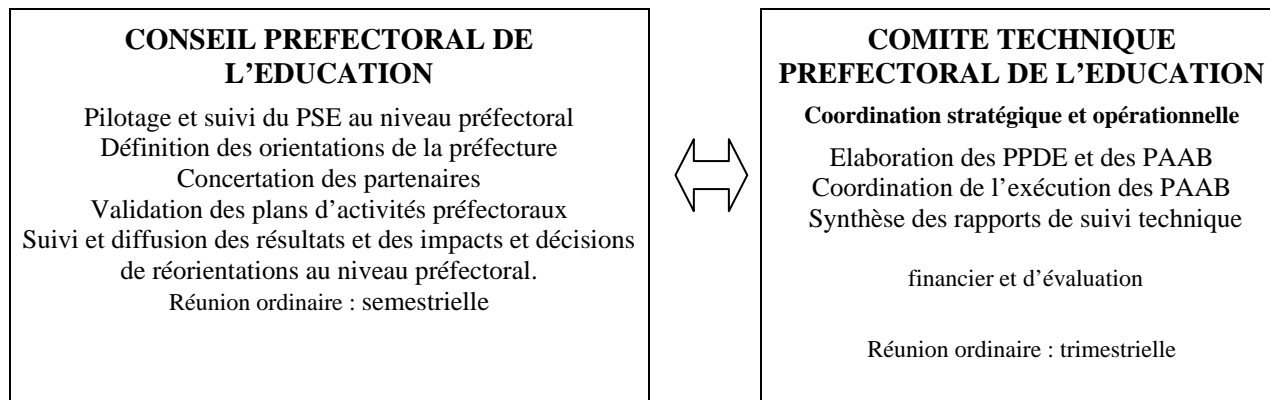 CONSEIL PREFECTORAL DE
L’EDUCATION
Pilotage et suivi du PSE au niveau préfectoral
Définition des orientations de la préfecture
Concertation des partenaires
Validation des plans d’activités préfectoraux
Suivi et diffusion des résultats et des impacts et décisions
de réorientations au niveau préfectoral.
Réunion ordinaire : semestrielle
COMITE TECHNIQUE
PREFECTORAL DE L’EDUCATION
Coordination stratégique et opérationnelle
Elaboration des PPDE et des PAAB
Coordination de l’exécution des PAAB
Synthèse des rapports de suivi technique
financier et d’évaluation
Réunion ordinaire : trimestrielle